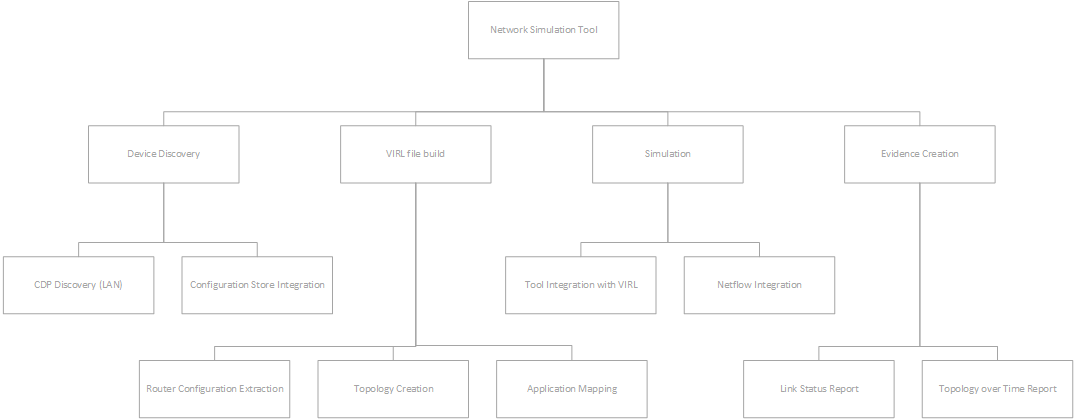 Network Simulation Tool
Device Discovery
VIRL file build
Simulation
Evidence Creation
CDP Discovery (LAN)
Configuration Store Integration
Tool Integration with VIRL
Netflow Integration
Router Configuration Extraction
Topology Creation
Application Mapping
Link Status Report
Topology over Time Report